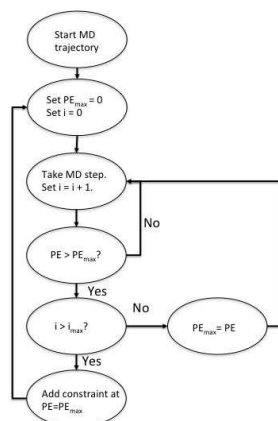 Start MD
trajectory
Set PEmax = 0
Set i = 0
Take MD step.
Set i = i + 1.
No
PE > PEmax?
Yes
No
i > imax?
PEmax= PE
Yes
Add constraint at
PE=PEmax